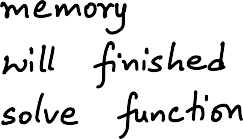 memory
will finished
solve function